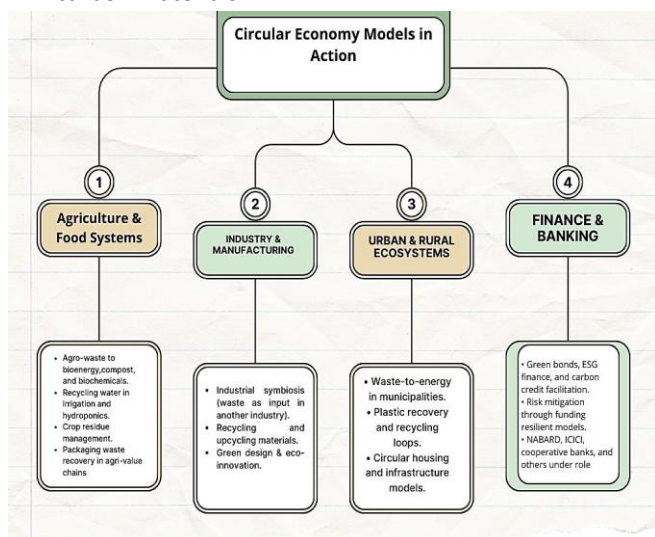 Circular Economy Models in
Action
1
Agriculture &
Food Systems
• Agro-waste to
bioenergy,compost,
and biochemicals.
• Recycling water in
irrigation and
hydroponics.
• Crop residue
management.
• Packaging waste
recovery in agri-value
chains
2
INDUSTRY &
MANUFACTURING
• Industrial symbiosis
(waste as input in
another industry).
• Recycling and
upcycling materials.
• Green design & eco-
innovation.
3
URBAN & RURAL
ECOSYSTEMS
• Waste-to-energy
in municipalities.
• Plastic recovery
and recycling
loops.
• Circular housing
and infrastructure
models.
4
FINANCE &
BANKING
• Green bonds, ESG
finance, and carbon
credit facilitation.
• Risk mitigation
through funding
resilient models.
• NABARD, ICICI,
cooperative banks, and
others under role